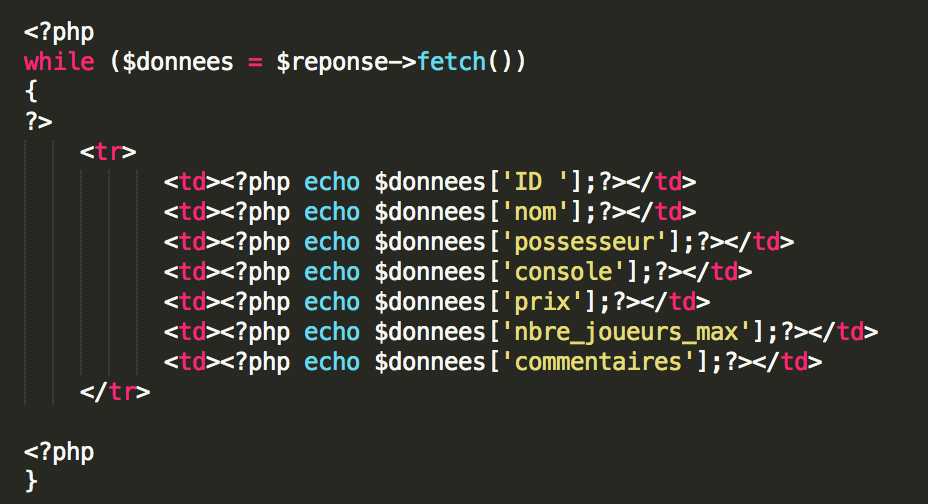 <?php
while ($donnees = $reponse->fetch())
{
?>
    <tr>
          <td><?php echo $donnees['ID '];?></td>
          <td><?php echo $donnees['nom'];?></td>
          <td><?php echo $donnees['possesseur'];?></td>
          <td><?php echo $donnees['console'];?></td>
          <td><?php echo $donnees['prix'];?></td>
          <td><?php echo $donnees['nbre_joueurs_max'];?></td>
          <td><?php echo $donnees['commentaires'];?></td>
    </tr>

<?php
}